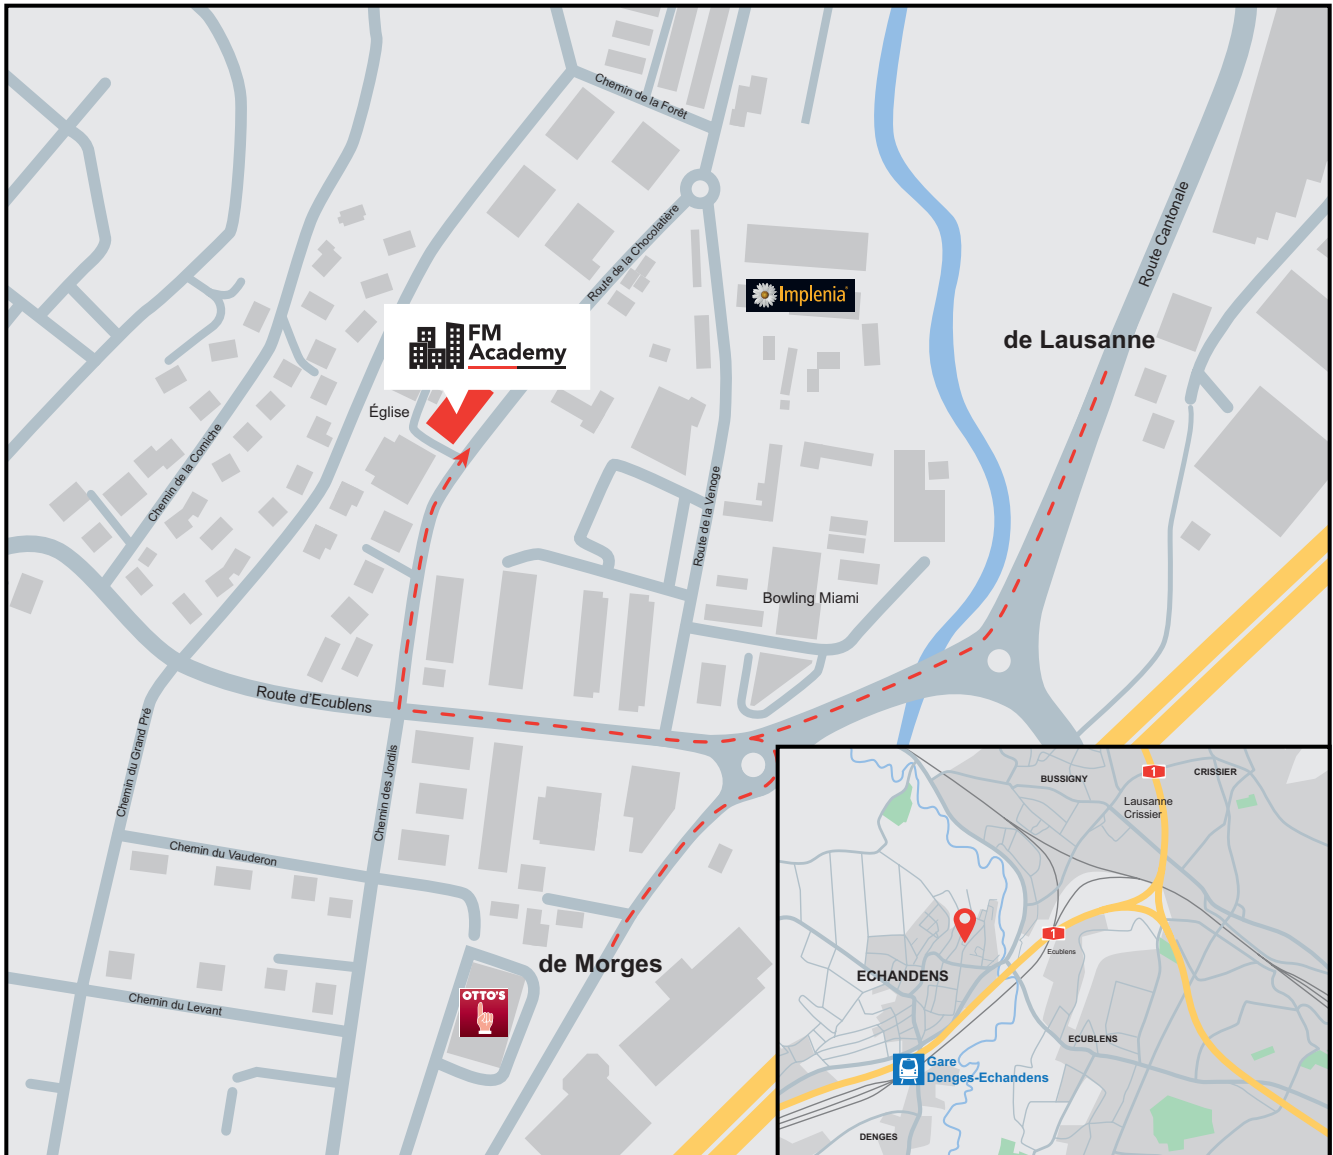 Chemin de la Forêt
Route de la Chocolatière
Route Cantonale
Implenia
de Lausanne
FM
Academy
Église
Chemin de la Corniche
Route de la Venoge
Bowling Miami
Route d'Ecublens
Chemin du Grand Pré
Chemin des Jordils
Chemin du Vauderon
de Morges
Chemin du Levant
OTTO'S
BUSSIGNY
1
CRISSIER
Lausanne
Crissier
1
Ecublens
ECHANDENS
ECUBLENS
Gare
Denges-Echandens
DENGES